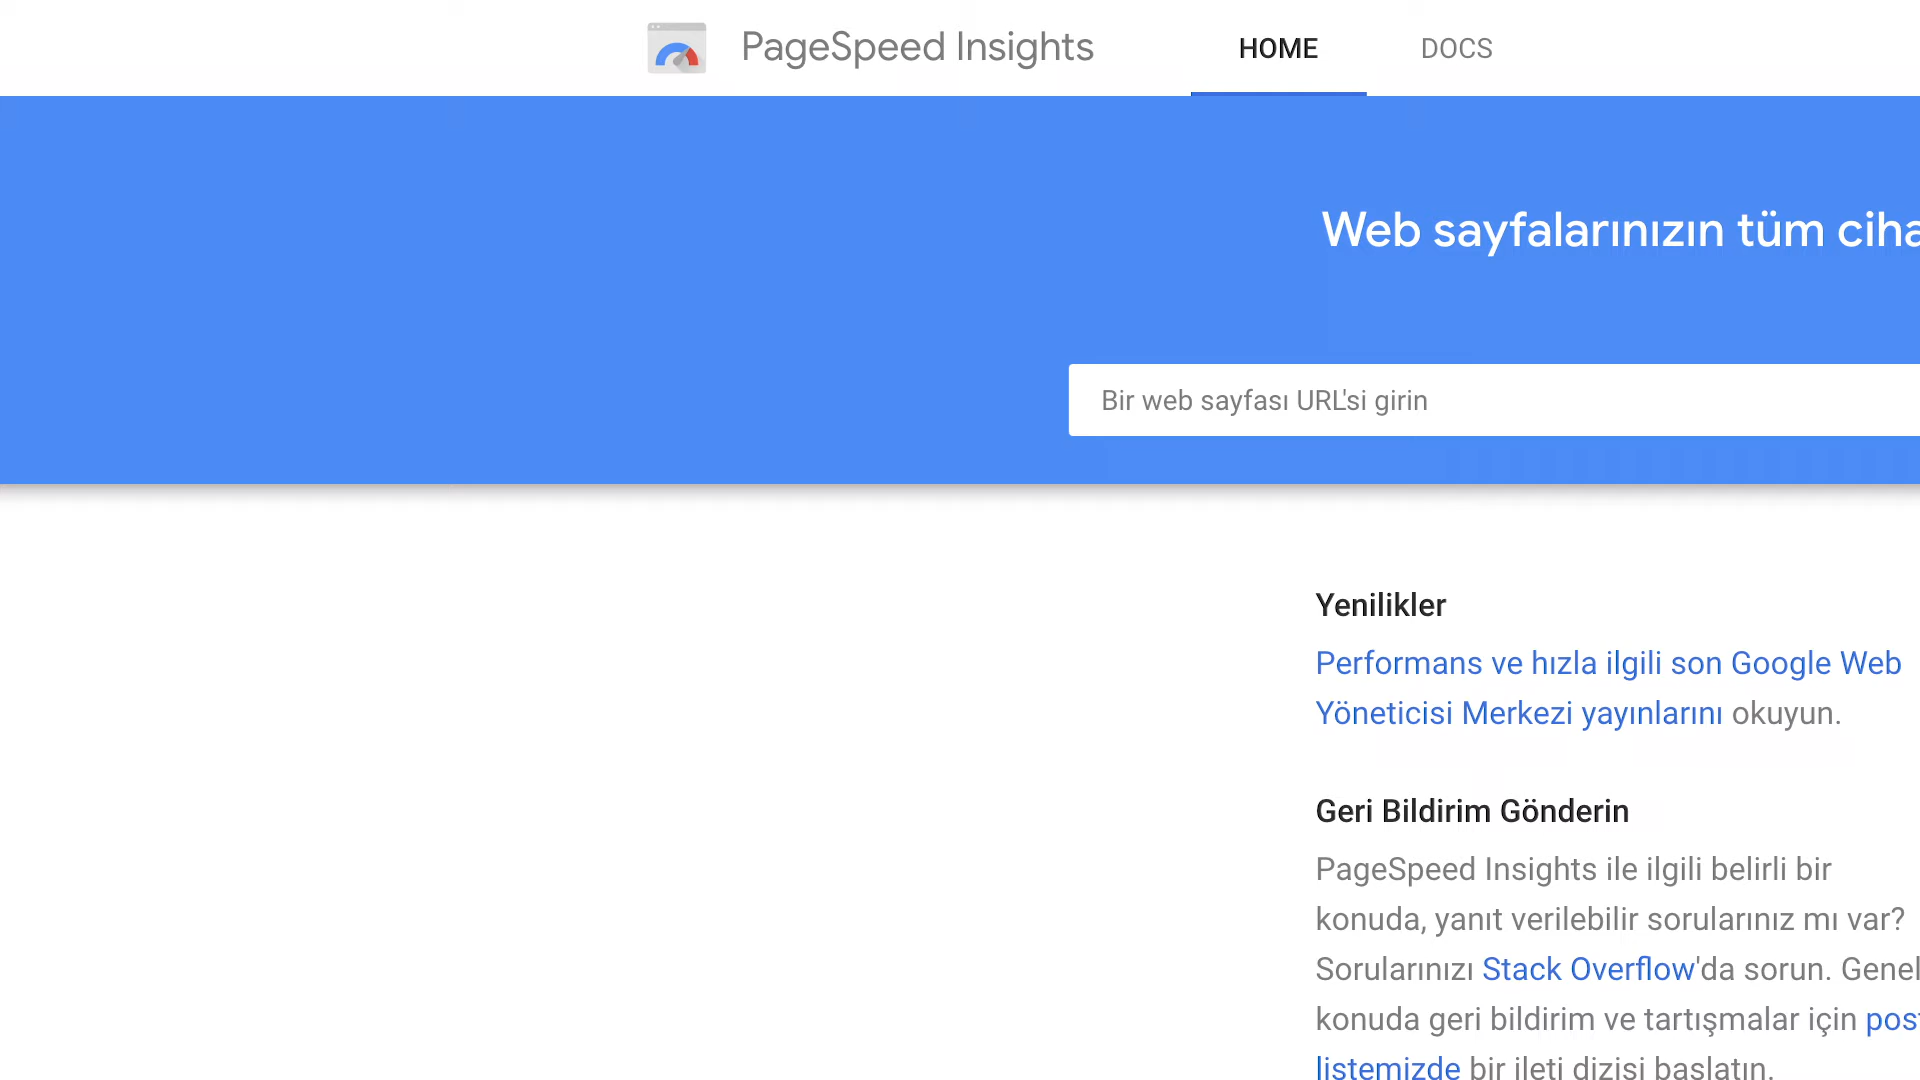 PageSpeed Insights
HOME
DOCS
Web sayfalarınızın tüm
Bir web sayfası URL'si girin
Yenilikler
Performans ve hızla ilgili son Google Web
Yöneticisi Merkezi yayınlarını okuyun.
Geri Bildirim Gönderin
PageSpeed Insights ile ilgili belirli bir
konuda, yanıt verilebilir sorularınız mı var?
Sorularınızı Stack Overflow'da sorun. Genel
konuda geri bildirim ve tartışmalar için
listemizde bir ileti dizisi başlatın.